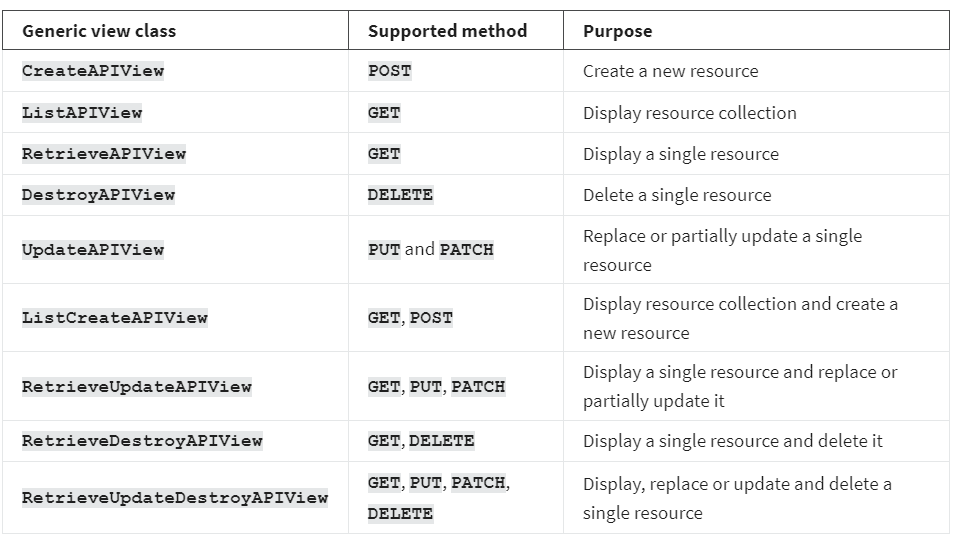 Generic view class Supported method Purpose
CreateAPIView POST Create a new resource
ListAPIView GET Display resource collection
RetrieveAPIView GET Display a single resource
DestroyAPIView DELETE Delete a single resource
UpdateAPIView PUT and PATCH Replace or partially update a single
resource
ListCreateAPIView GET, POST Display resource collection and create a
new resource
RetrieveUpdateAPIView GET, PUT, PATCH Display a single resource and replace or
partially update it
RetrieveDestroyAPIView GET, DELETE Display a single resource and delete it
RetrieveUpdateDestroyAPIView GET, PUT, PATCH, Display, replace or update and delete a
DELETE single resource